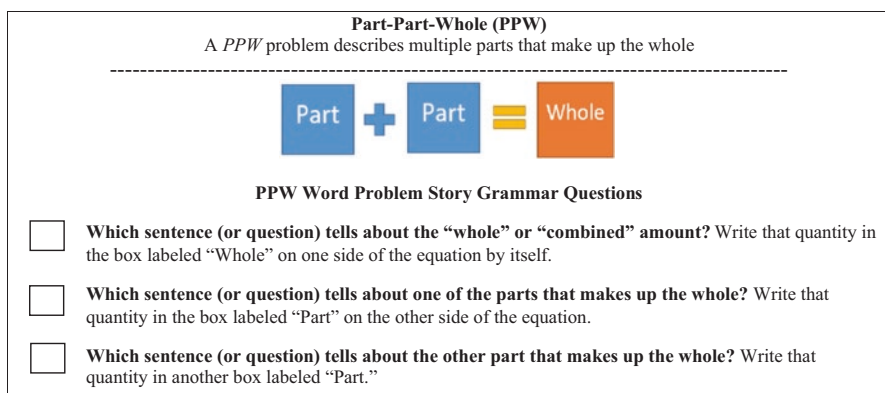 Part-Part-Whole (PPW)
A PPW problem describes multiple parts that make up the whole
Part + Part = Whole
PPW Word Problem Story Grammar Questions
Which sentence (or question) tells about the “whole” or “combined” amount? Write that quantity in
the box labeled “Whole” on one side of the equation by itself.
Which sentence (or question) tells about one of the parts that makes up the whole? Write that
quantity in the box labeled “Part” on the other side of the equation.
Which sentence (or question) tells about the other part that makes up the whole? Write that
quantity in another box labeled “Part.”